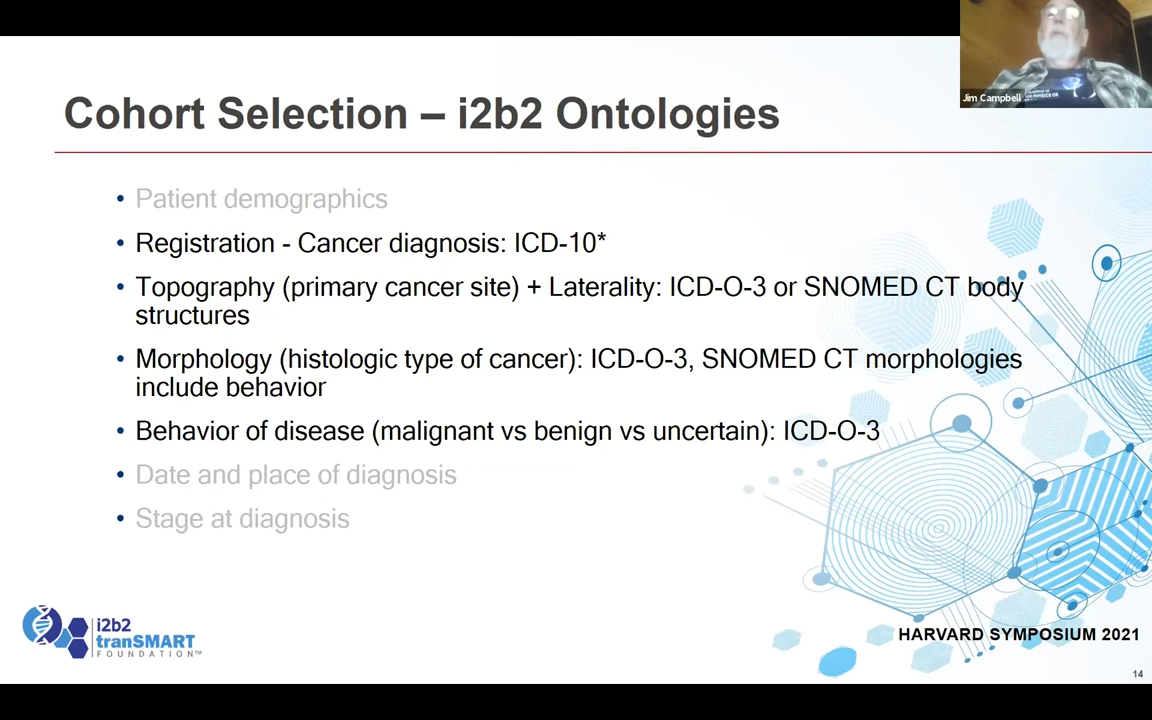 Jim Campbell
Cohort Selection – i2b2 Ontologies
• Patient demographics
• Registration - Cancer diagnosis: ICD-10*
• Topography (primary cancer site) + Laterality: ICD-O-3 or SNOMED CT body
structures
• Morphology (histologic type of cancer): ICD-O-3, SNOMED CT morphologies
include behavior
• Behavior of disease (malignant vs benign vs uncertain): ICD-O-3
• Date and place of diagnosis
• Stage at diagnosis
i2b2
tranSMART
FOUNDATION™
HARVARD SYMPOSIUM 2021
14